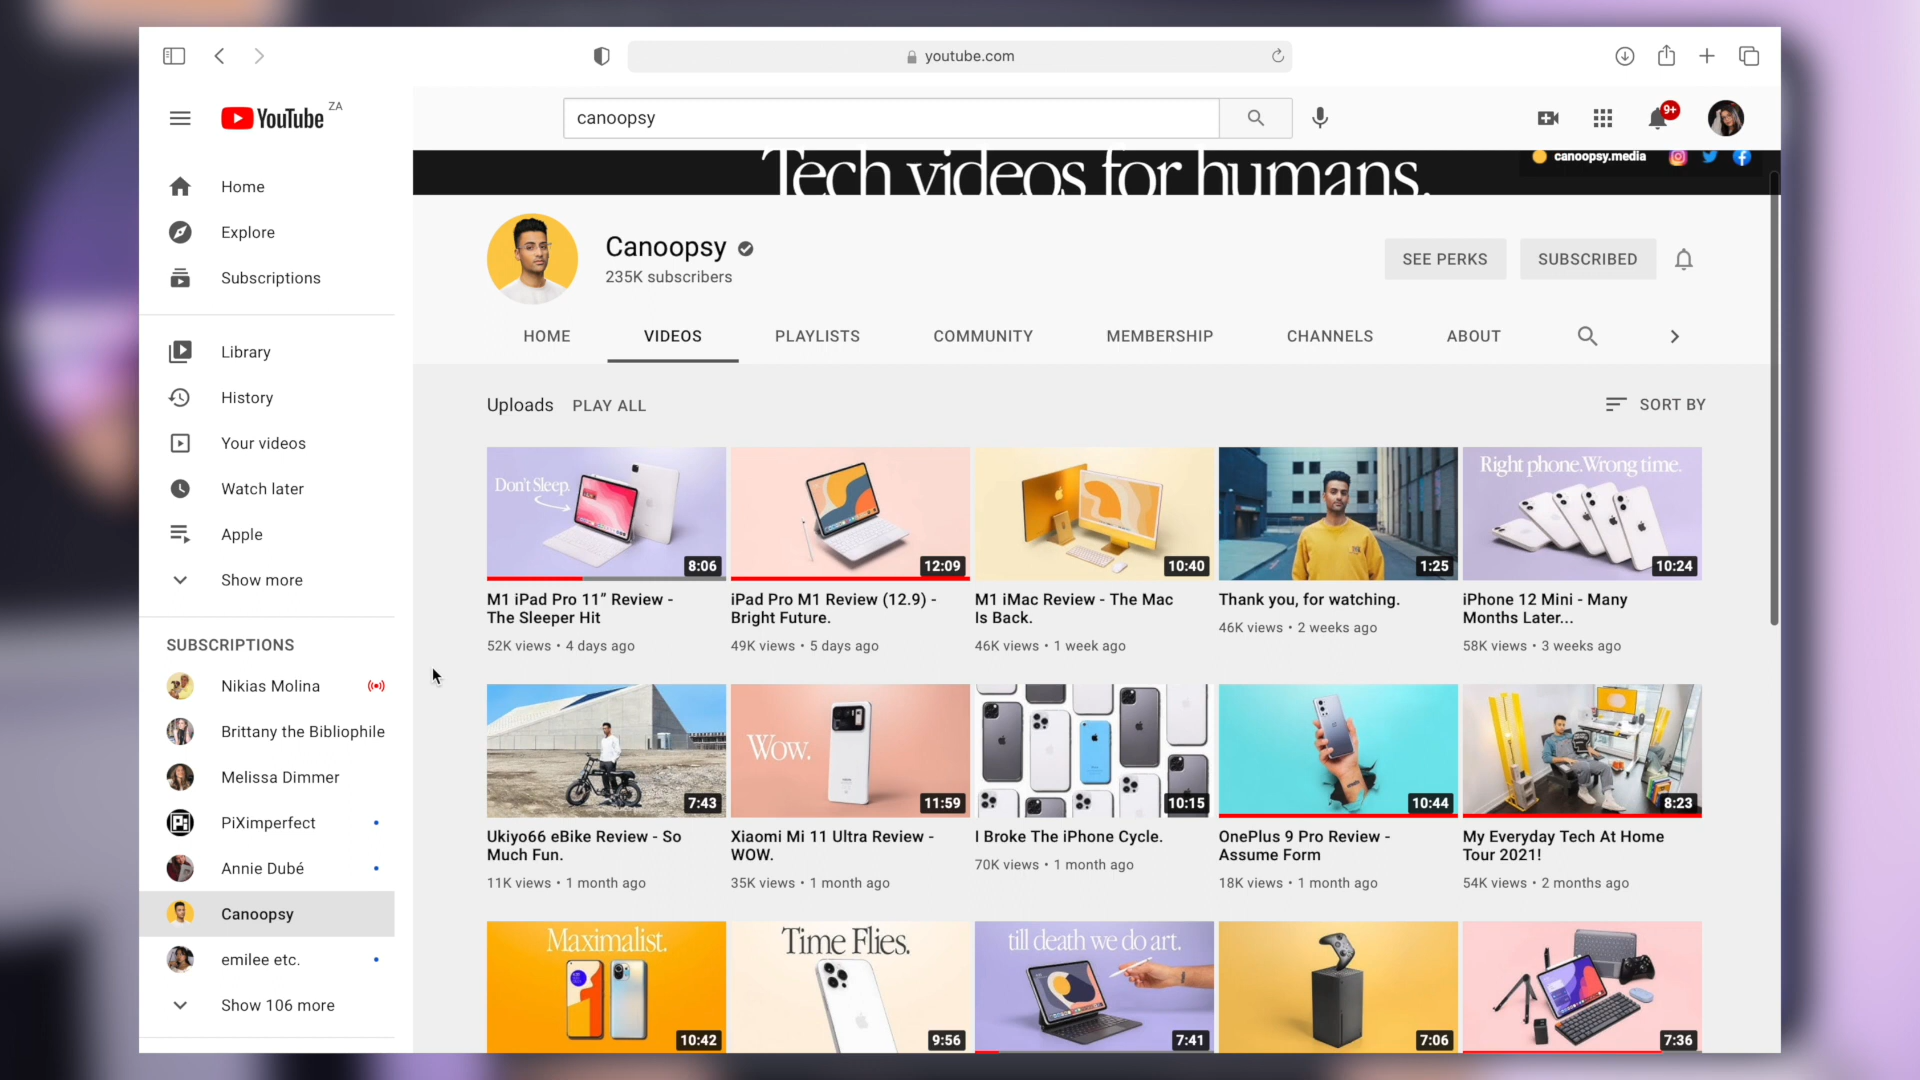 youtube.com
YouTube ZA
canoopsy
9+
Home
Explore
Subscriptions
Library
History
Your videos
Watch later
Apple
Show more
SUBSCRIPTIONS
Nikias Molina
Brittany the Bibliophile
Melissa Dimmer
PiXimperfect
Annie Dubé
Canoopsy
emilee etc.
Show 106 more
Tech videos for humans.
canoopsy.media
Canoopsy
235K subscribers
SEE PERKS
SUBSCRIBED
HOME VIDEOS PLAYLISTS COMMUNITY MEMBERSHIP CHANNELS ABOUT
Uploads PLAY ALL
SORT BY
Don't Sleep.
8:06
M1 iPad Pro 11” Review -
The Sleeper Hit
52K views • 4 days ago
12:09
iPad Pro M1 Review (12.9) -
Bright Future.
49K views • 5 days ago
10:40
M1 iMac Review - The Mac
Is Back.
46K views • 1 week ago
1:25
Thank you, for watching.
46K views • 2 weeks ago
Right phone. Wrong time.
10:24
iPhone 12 Mini - Many
Months Later...
58K views • 3 weeks ago
7:43
Ukiyo66 eBike Review - So
Much Fun.
11K views • 1 month ago
Wow.
11:59
Xiaomi Mi 11 Ultra Review -
WOW.
35K views • 1 month ago
10:15
I Broke The iPhone Cycle.
70K views • 1 month ago
10:44
OnePlus 9 Pro Review -
Assume Form
18K views • 1 month ago
8:23
My Everyday Tech At Home
Tour 2021!
54K views • 2 months ago
Maximalist.
10:42
Time Flies.
9:56
till death we do art.
7:41
7:06
7:36